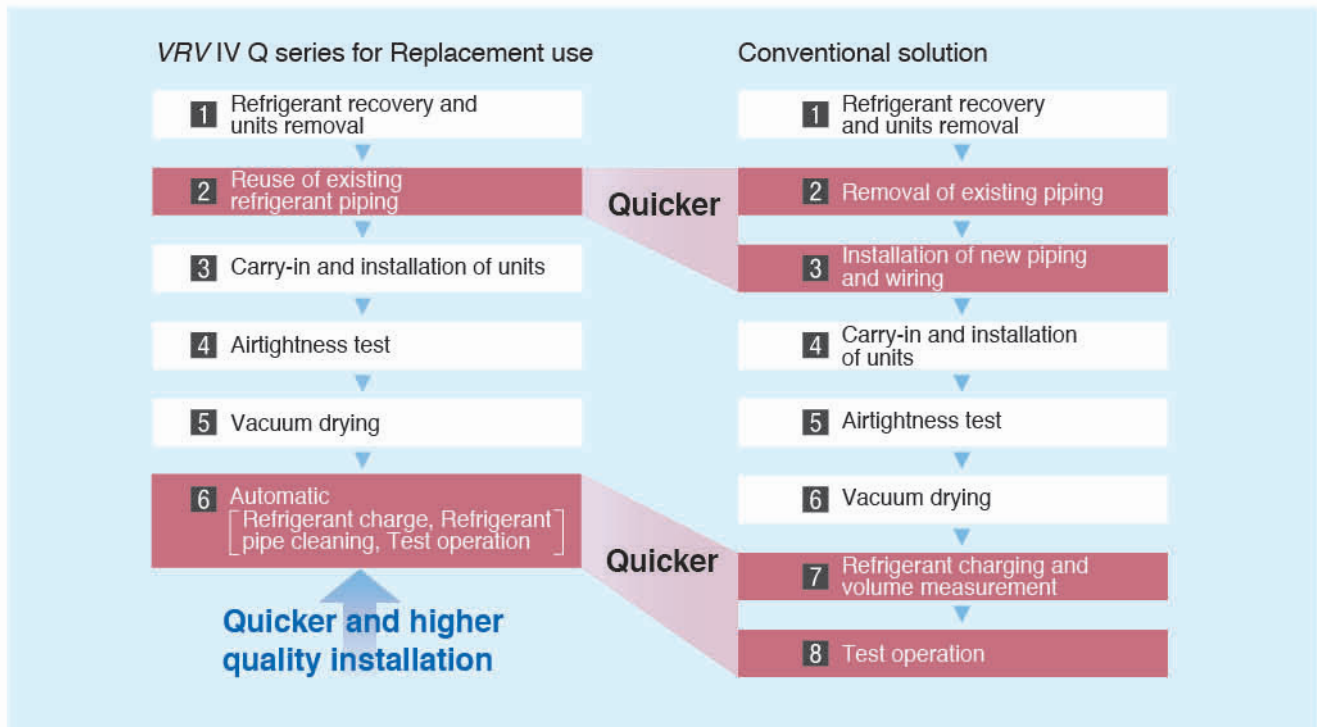 VRV IV Q series for Replacement use
1 Refrigerant recovery and
units removal
2 Reuse of existing
refrigerant piping
3 Carry-in and installation of units
4 Airtightness test
5 Vacuum drying
6 Automatic
[Refrigerant charge, Refrigerant
pipe cleaning, Test operation]
Quicker and higher
quality installation
Quicker
Quicker
Conventional solution
1 Refrigerant recovery
and units removal
2 Removal of existing piping
3 Installation of new piping
and wiring
4 Carry-in and installation
of units
5 Airtightness test
6 Vacuum drying
7 Refrigerant charging and
volume measurement
8 Test operation